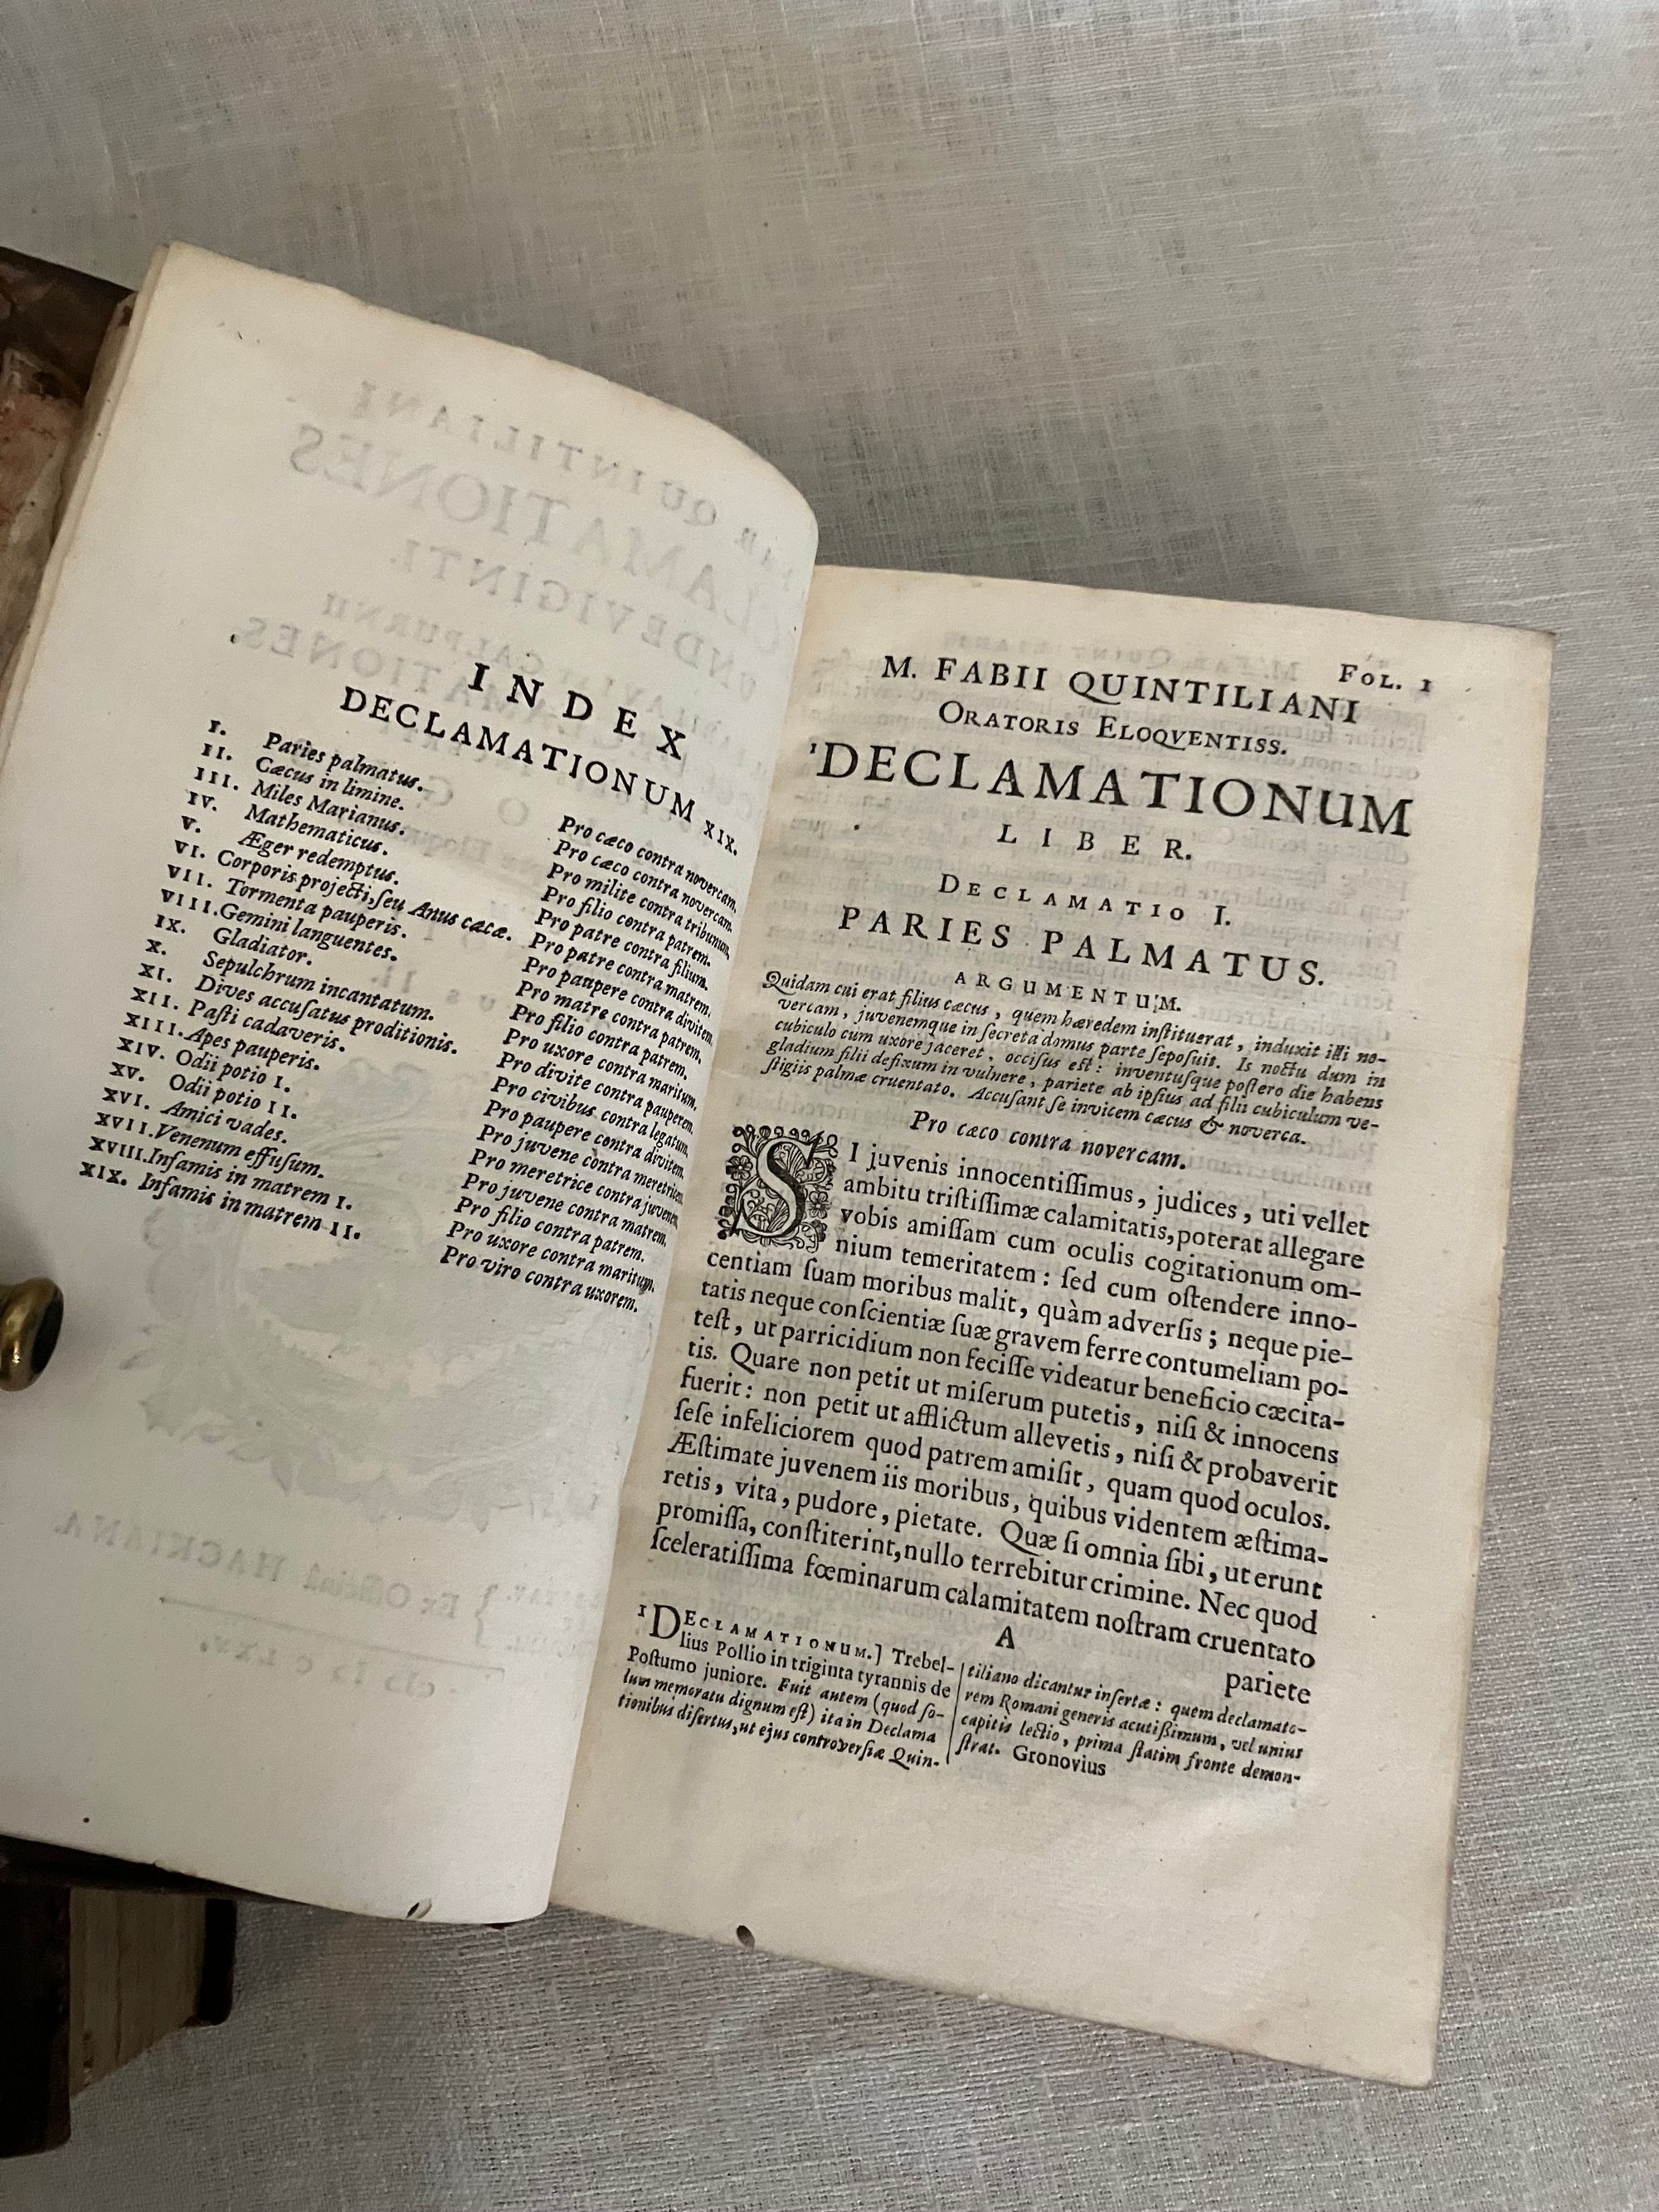 INDEX
DECLAMATIONUM XIX.
I. Paries palmatus. Pro cæco contra novercam.
II. Cæcus in limine. Pro cæco contra novercam.
III. Miles Marianus. Pro milite contra tribunum.
IV. Mathematicus. Pro filio contra patrem.
V. Æger redemptus. Pro patre contra filium.
VI. Corporis projecti, ſeu Anus cæcæ. Pro patre contra matrem.
VII. Tormenta pauperis. Pro paupere contra divitem.
VIII. Gemini languentes. Pro matre contra patrem.
IX. Gladiator. Pro filio contra patrem.
X. Sepulchrum incantatum. Pro uxore contra maritum.
XI. Dives accuſatus proditionis. Pro divite contra pauperem.
XII. Paſti cadaveris. Pro civibus contra legatum.
XIII. Apes pauperis. Pro paupere contra divitem.
XIV. Odii potio I. Pro juvene còntra meretricem.
XV. Odii potio II. Pro meretrice contra juvenem.
XVI. Amici vades. Pro juvene contra matrem.
XVII. Venenum effuſum. Pro filio contra patrem.
XVIII. Infamis in matrem I. Pro uxore contra maritum.
XIX. Infamis in matrem II. Pro viro contra uxorem.
FOL. 1
M. FABII QUINTILIANI
ORATORIS ELOQVENTISS.
¹DECLAMATIONUM
LIBER.
DECLAMATIO I.
PARIES PALMATUS.
ARGUMENTUM.
Quidam cui erat filius cæcus, quem hæredem inſtituerat, induxit illi no-
vercam, juvenemque in ſecreta domus parte ſepoſuit. Is noctu dum in
cubiculo cum uxore jaceret, occiſus eſt: inventuſque poſtero die habens
gladium filii defixum in vulnere, pariete ab ipſius ad filii cubiculum ve-
ſtigiis palmæ cruentato. Accuſant ſe invicem cæcus & noverca.
Pro cæco contra novercam.
SI juvenis innocentiſſimus, judices, uti vellet
ambitu triſtiſſimæ calamitatis, poterat allegare
vobis amiſſam cum oculis cogitationum om-
nium temeritatem: ſed cum oſtendere inno-
centiam ſuam moribus malit, quàm adverſis; neque pie-
tatis neque conſcientiæ ſuæ gravem ferre contumeliam po-
teſt, ut parricidium non feciſſe videatur beneficio cæcita-
tis. Quare non petit ut miſerum putetis, niſi & innocens
fuerit: non petit ut afflictum allevetis, niſi & probaverit
ſeſe infeliciorem quod patrem amiſit, quam quod oculos.
Æſtimate juvenem iis moribus, quibus videntem æſtima-
retis, vita, pudore, pietate. Quæ ſi omnia ſibi, ut erunt
promiſſa, conſtiterint, nullo terrebitur crimine. Nec quod
ſceleratiſſima fœminarum calamitatem noſtram cruentato
A
pariete
1 DECLAMATIONUM.] Trebel-
lius Pollio in triginta tyrannis de
Poſtumo juniore. Fuit autem (quod ſo-
lum memoratu dignum eſt) ita in Declama
tionibus diſertus, ut ejus controverſiæ Quin-
tiliano dicantur inſertæ: quem declamato-
rem Romani generis acutißimum, vel unius
capitis lectio, prima ſtatim fronte demon-
ſtrat. Gronovius